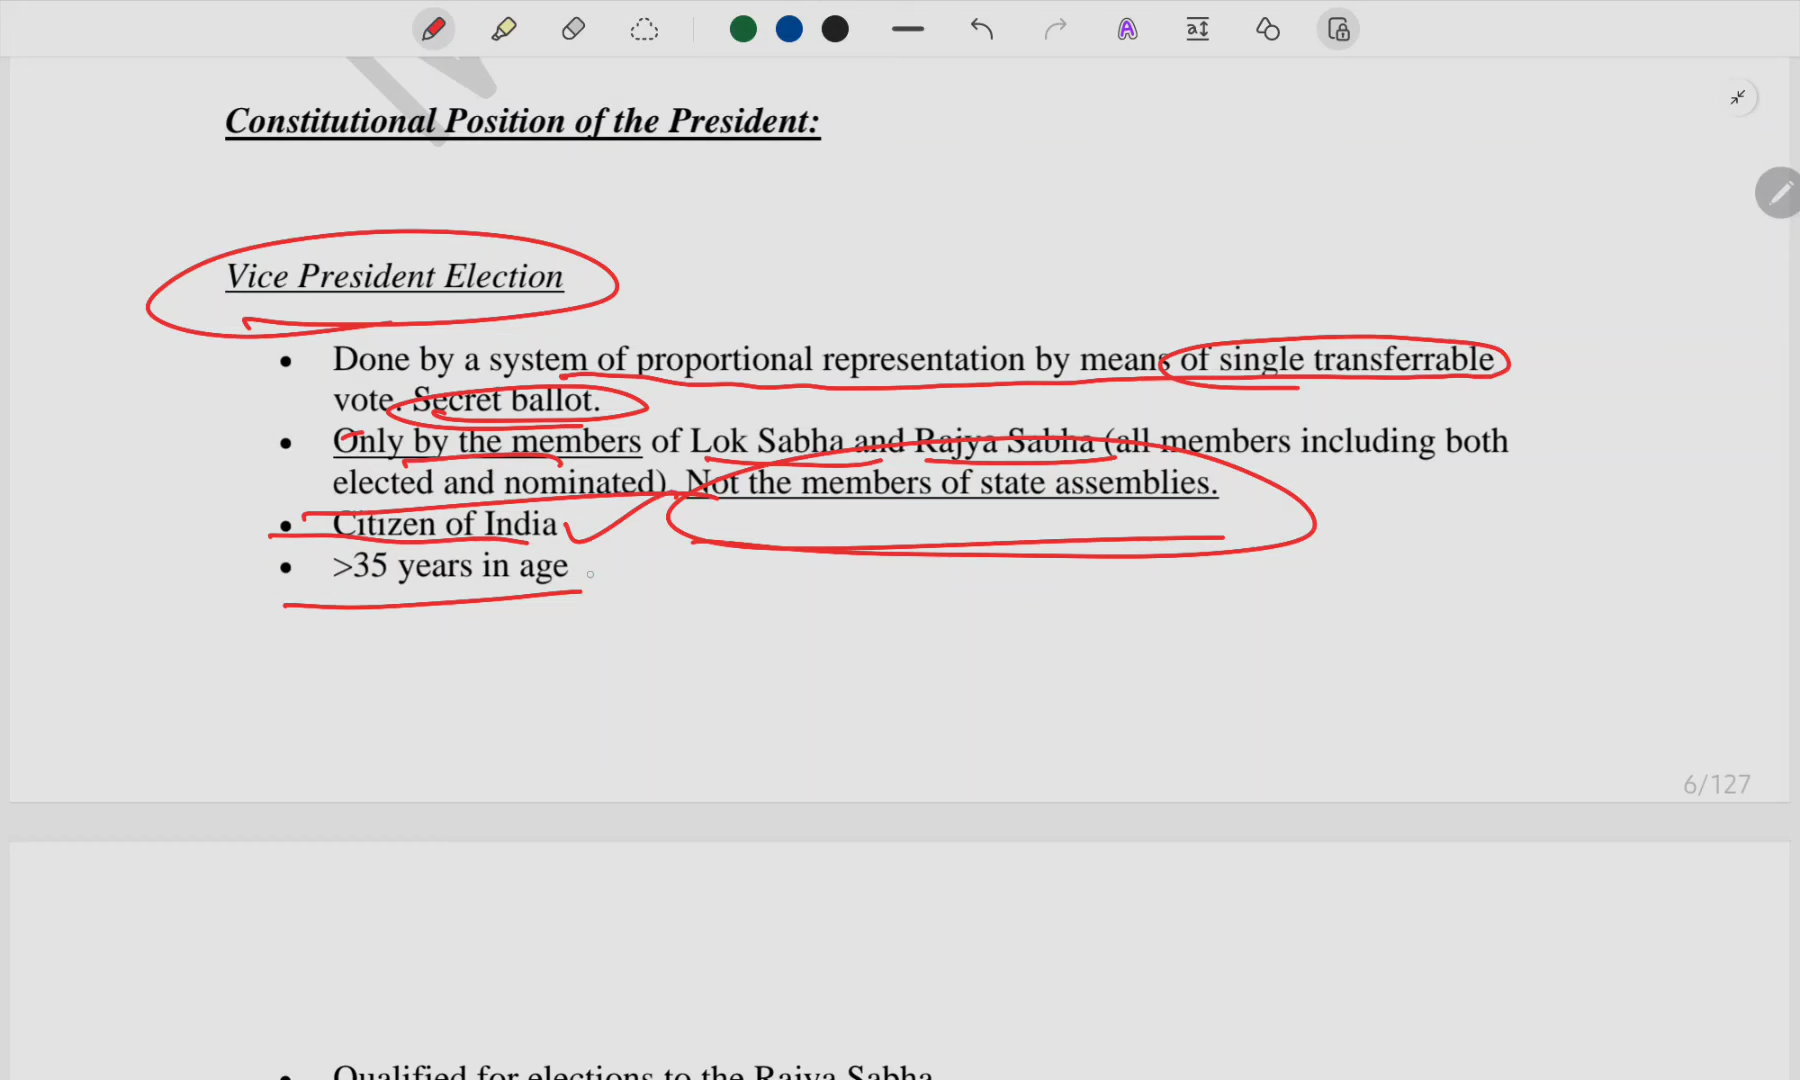 Constitutional Position of the President:
Vice President Election
• Done by a system of proportional representation by means of single transferrable
vote. Secret ballot.
• Only by the members of Lok Sabha and Rajya Sabha (all members including both
elected and nominated). Not the members of state assemblies.
• Citizen of India
• >35 years in age
6/127
• Qualified for elections to the Rajya Sabha